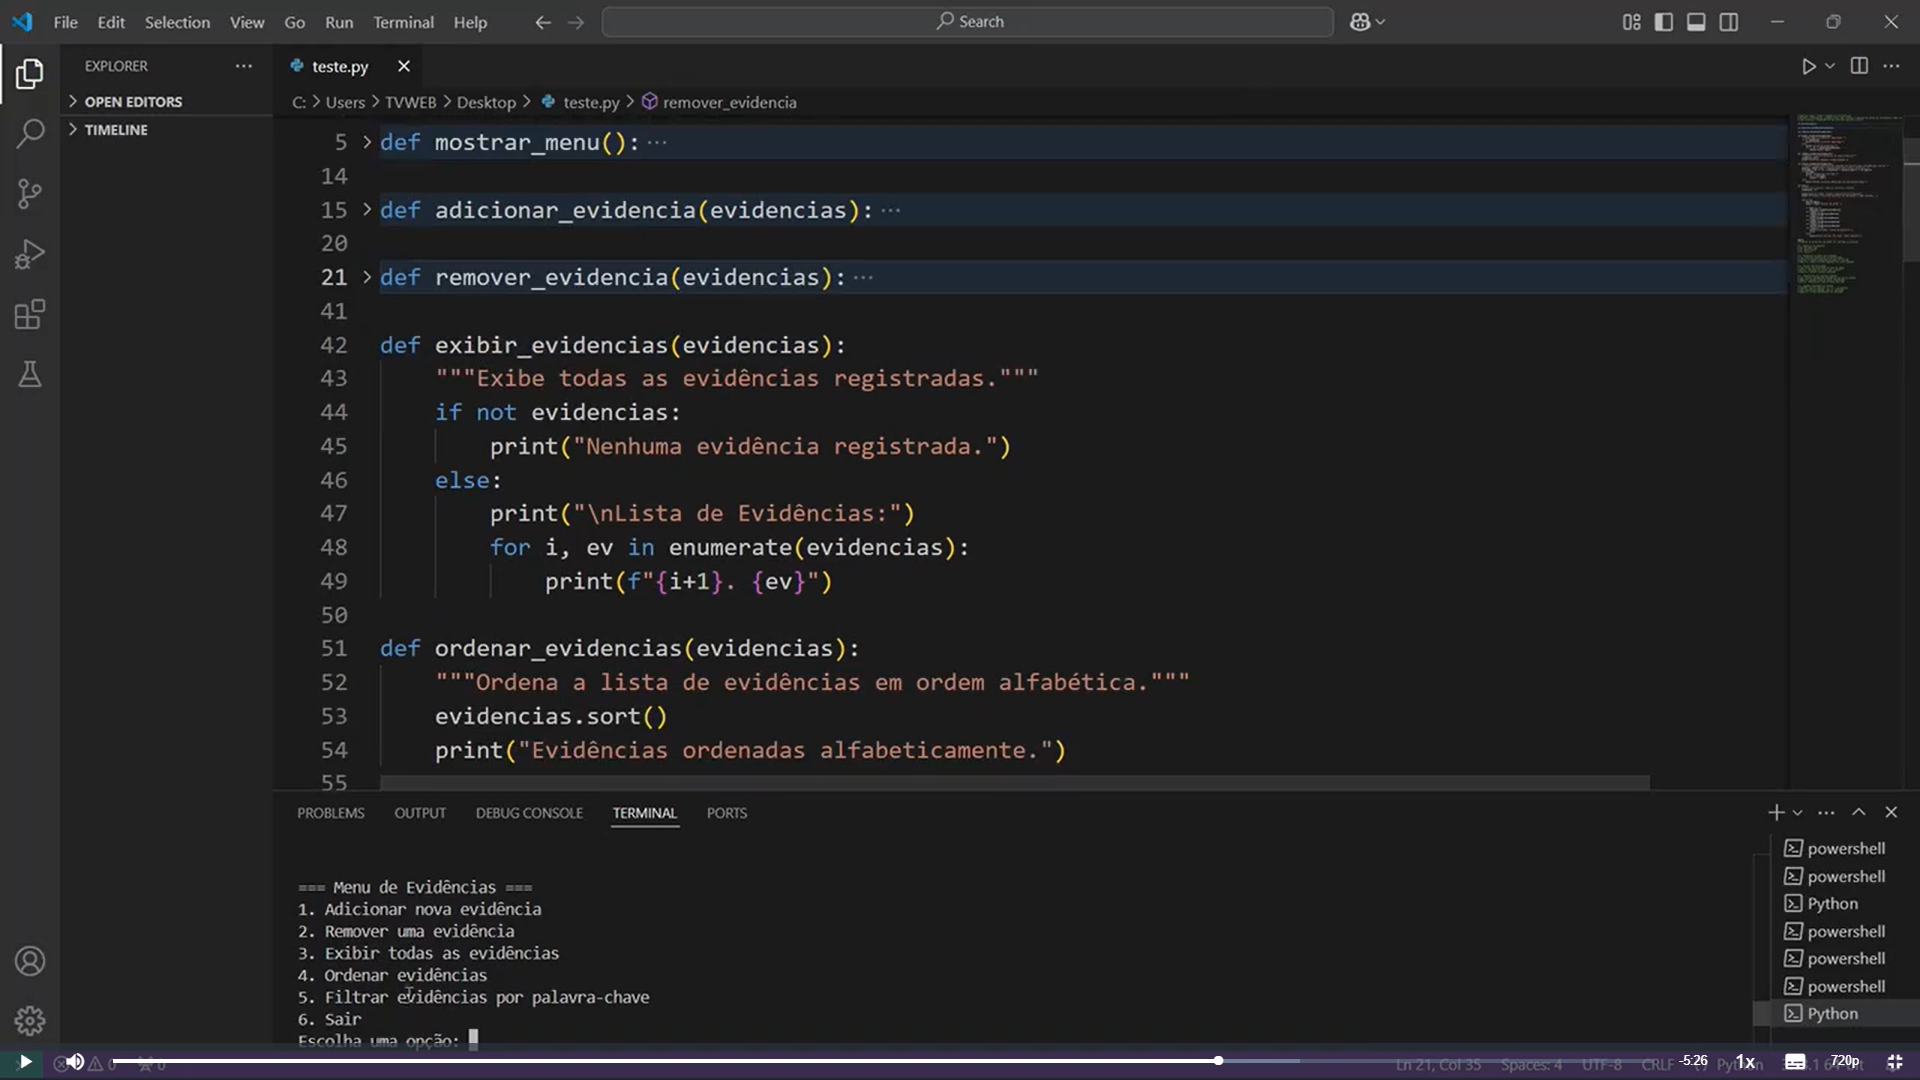 File Edit Selection View Go Run Terminal Help Search
EXPLORER
OPEN EDITORS
TIMELINE
teste.py
C: > Users > TVWEB > Desktop > teste.py > remover_evidencia
5 def mostrar_menu(): ...
14
15 def adicionar_evidencia(evidencias): ...
20
21 def remover_evidencia(evidencias): ...
41
42 def exibir_evidencias(evidencias):
43 """Exibe todas as evidências registradas."""
44 if not evidencias:
45 print("Nenhuma evidência registrada.")
46 else:
47 print("\nLista de Evidências:")
48 for i, ev in enumerate(evidencias):
49 print(f"{i+1}. {ev}")
50
51 def ordenar_evidencias(evidencias):
52 """Ordena a lista de evidências em ordem alfabética."""
53 evidencias.sort()
54 print("Evidências ordenadas alfabeticamente.")
55
PROBLEMS OUTPUT DEBUG CONSOLE TERMINAL PORTS
=== Menu de Evidências ===
1. Adicionar nova evidência
2. Remover uma evidência
3. Exibir todas as evidências
4. Ordenar evidências
5. Filtrar evidências por palavra-chave
6. Sair
Escolha uma opção:
powershell
powershell
Python
powershell
powershell
powershell
Python
Ln 21, Col 35 Spaces: 4 UTF-8 CRLF
-5:26 1x 720p